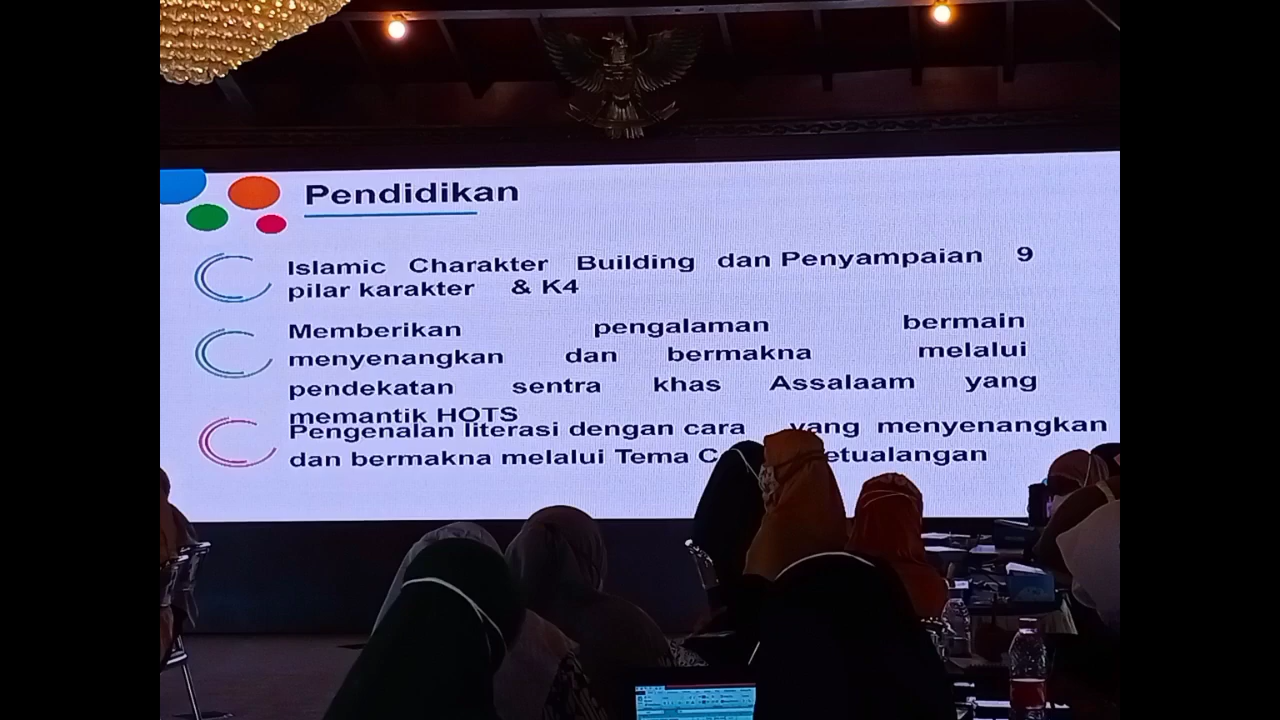 Pendidikan
Islamic Charakter Building dan Penyampaian 9
pilar karakter & K4
Memberikan pengalaman bermain
menyenangkan dan bermakna melalui
pendekatan sentra khas Assalaam yang
memantik HOTS
Pengenalan literasi dengan cara yang menyenangkan
dan bermakna melalui Tema